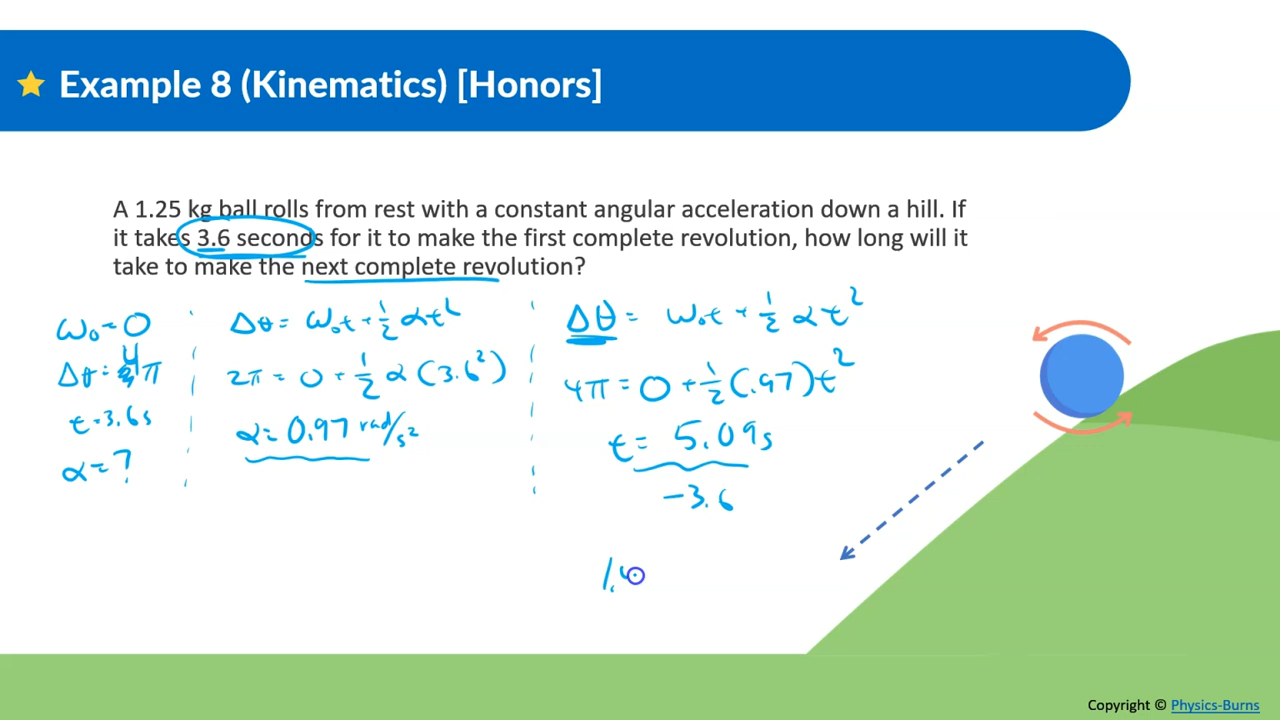 Example 8 (Kinematics) [Honors]
A 1.25 kg ball rolls from rest with a constant angular acceleration down a hill. If
it takes 3.6 seconds for it to make the first complete revolution, how long will it
take to make the next complete revolution?
ω₀=0
Δθ=4π
t=3.6s
α=?
Δθ= ω₀t+½αt²
2π=0+½α(3.6²)
α=0.97 rad/s²
Δθ= ω₀t+½αt²
4π=0+½(.97)t²
t= 5.09s
-3.6
1.
Copyright © Physics-Burns